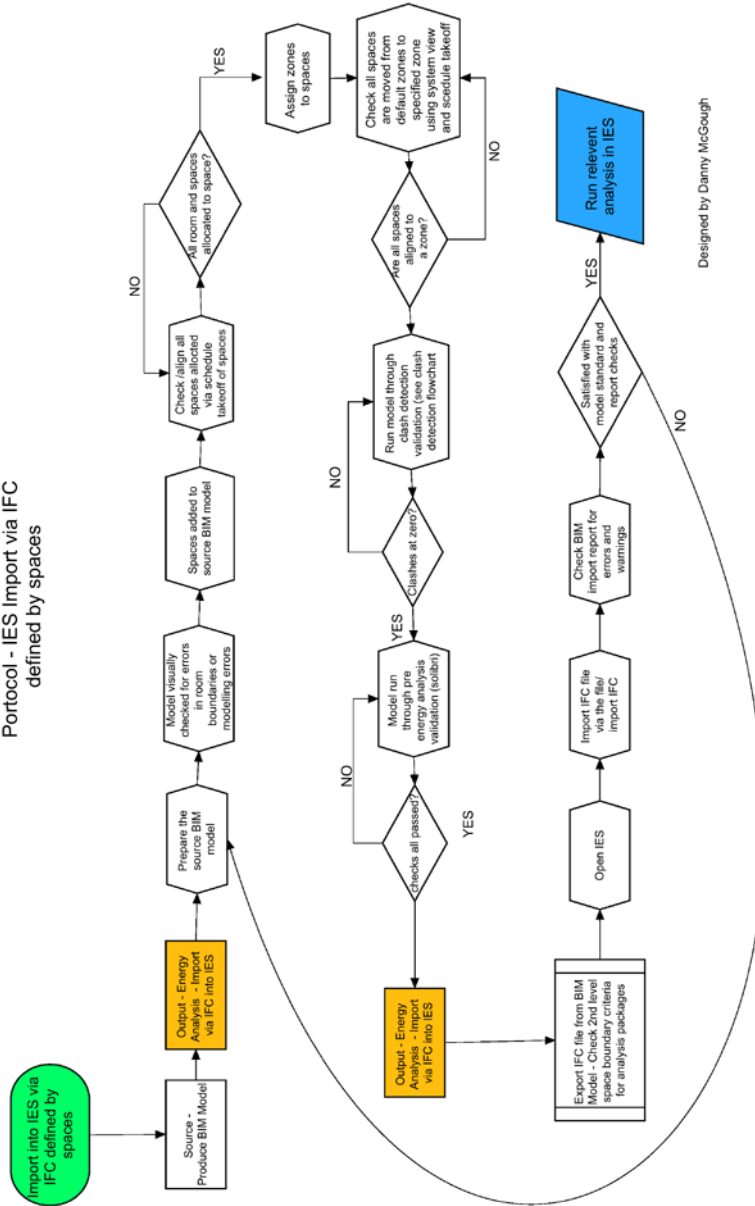 Portocol - IES Import via IFC
defined by spaces
Import into IES via
IFC defined by
spaces
Source -
Produce BIM Model
Output - Energy
Analysis - Import
via IFC into IES
Prepare the
source BIM
model
Model visually
checked for errors
in room
boundaries or
modelling errors
Spaces added to
source BIM model
Check /align all
spaces allocted
via schedule
takeoff of spaces
NO
All room and spaces
allocated to space?
YES
Assign zones
to spaces
Check all spaces
are moved from
default zones to
specified zone
using system view
and scedule takeoff
NO
Are all spaces
aligned to
a zone?
Run model through
clash detection
validation (see clash
detection flowchart
NO
Clashes at zero?
YES
Model run
through pre
energy analysis
validation (solibri)
NO
checks all passed?
YES
Output - Energy
Analysis - Import
via IFC into IES
Export IFC file from BIM
Model - Check 2nd level
space boundary criteria
for analysis packages
Open IES
Import IFC file
via the file/
import IFC
Check BIM
import report for
errors and
warnings
Satisfied with
model standard and
report checks
YES
NO
Run relevent
analysis in IES
Designed by Danny McGough